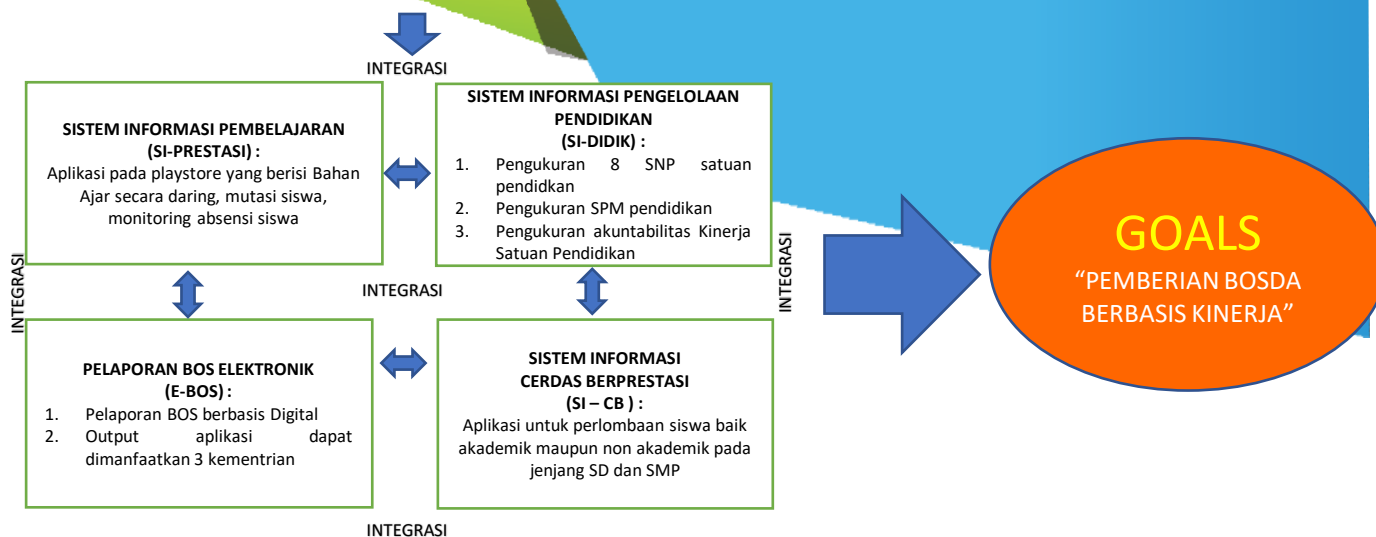 INTEGRASI
SISTEM INFORMASI PEMBELAJARAN
(SI-PRESTASI) :
Aplikasi pada playstore yang berisi Bahan
Ajar secara daring, mutasi siswa,
monitoring absensi siswa
SISTEM INFORMASI PENGELOLAAN
PENDIDIKAN
(SI-DIDIK) :
1. Pengukuran 8 SNP satuan
pendidkan
2. Pengukuran SPM pendidikan
3. Pengukuran akuntabilitas Kinerja
Satuan Pendidikan
INTEGRASI
INTEGRASI
INTEGRASI
PELAPORAN BOS ELEKTRONIK
(E-BOS) :
1. Pelaporan BOS berbasis Digital
2. Output aplikasi dapat
dimanfaatkan 3 kementrian
SISTEM INFORMASI
CERDAS BERPRESTASI
(SI – CB ) :
Aplikasi untuk perlombaan siswa baik
akademik maupun non akademik pada
jenjang SD dan SMP
INTEGRASI
GOALS
“PEMBERIAN BOSDA
BERBASIS KINERJA”